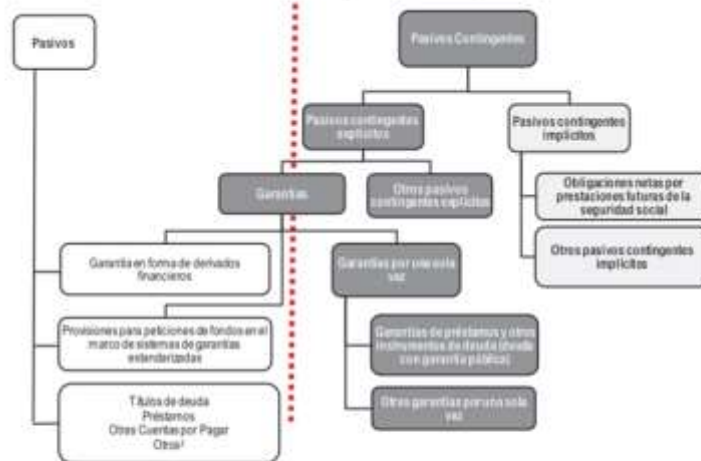 Pasivos
Pasivos Contingentes
Pasivos contingentes
explícitos
Pasivos contingentes
implícitos
Garantías
Otros pasivos
contingentes explícitos
Obligaciones netas por
prestaciones futuras de la
seguridad social
Garantía en forma de derivados
financieros
Garantías por una sola
vez
Otros pasivos contingentes
implícitos
Provisiones para peticiones de fondos en el
marco de sistemas de garantías
estandarizadas
Garantías de préstamos y otros
instrumentos de deuda (deuda
con garantía pública)
Títulos de deuda
Préstamos
Otras Cuentas por Pagar
Otros¹
Otras garantías por una sola
vez